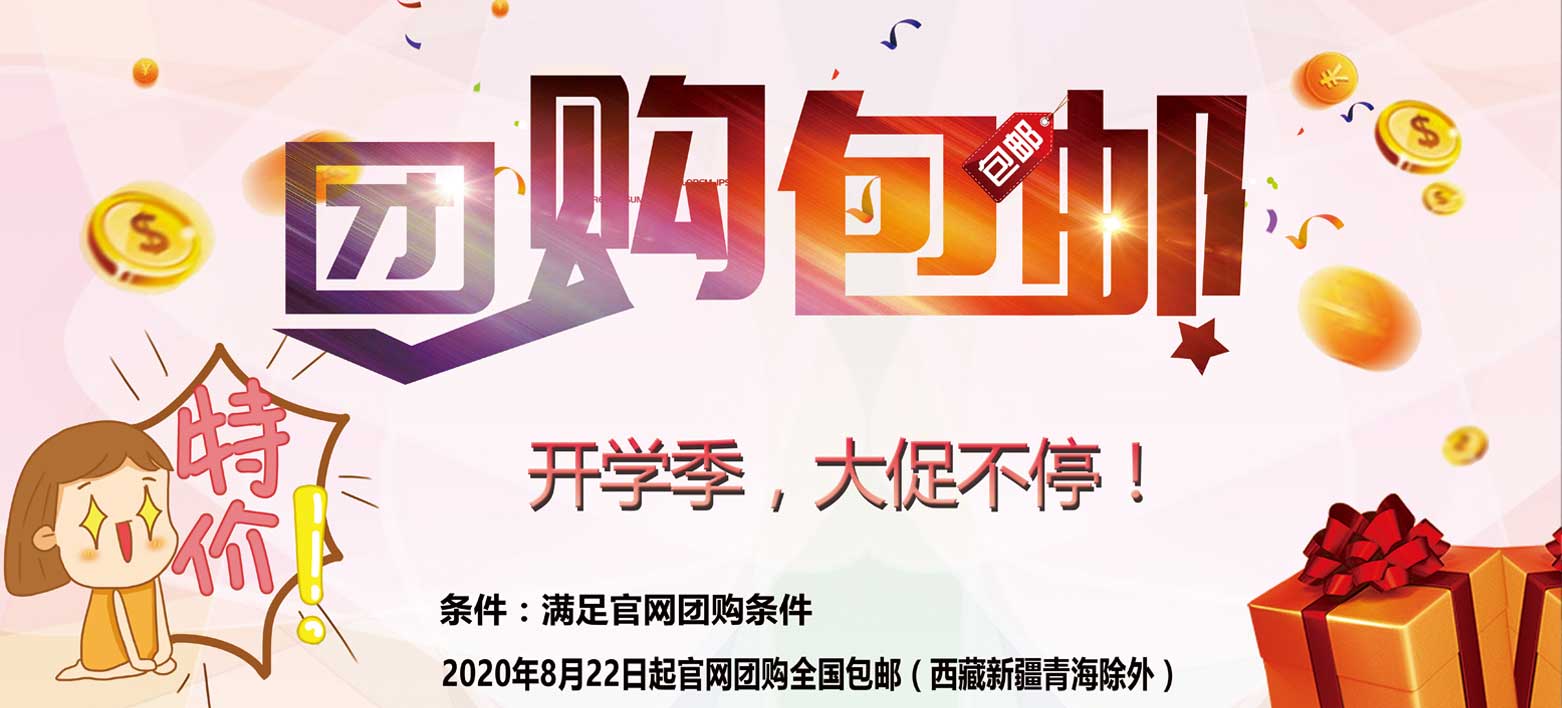 团购包邮
包邮
特价!
开学季，大促不停！
条件：满足官网团购条件
2020年8月22日起官网团购全国包邮（西藏新疆青海除外）